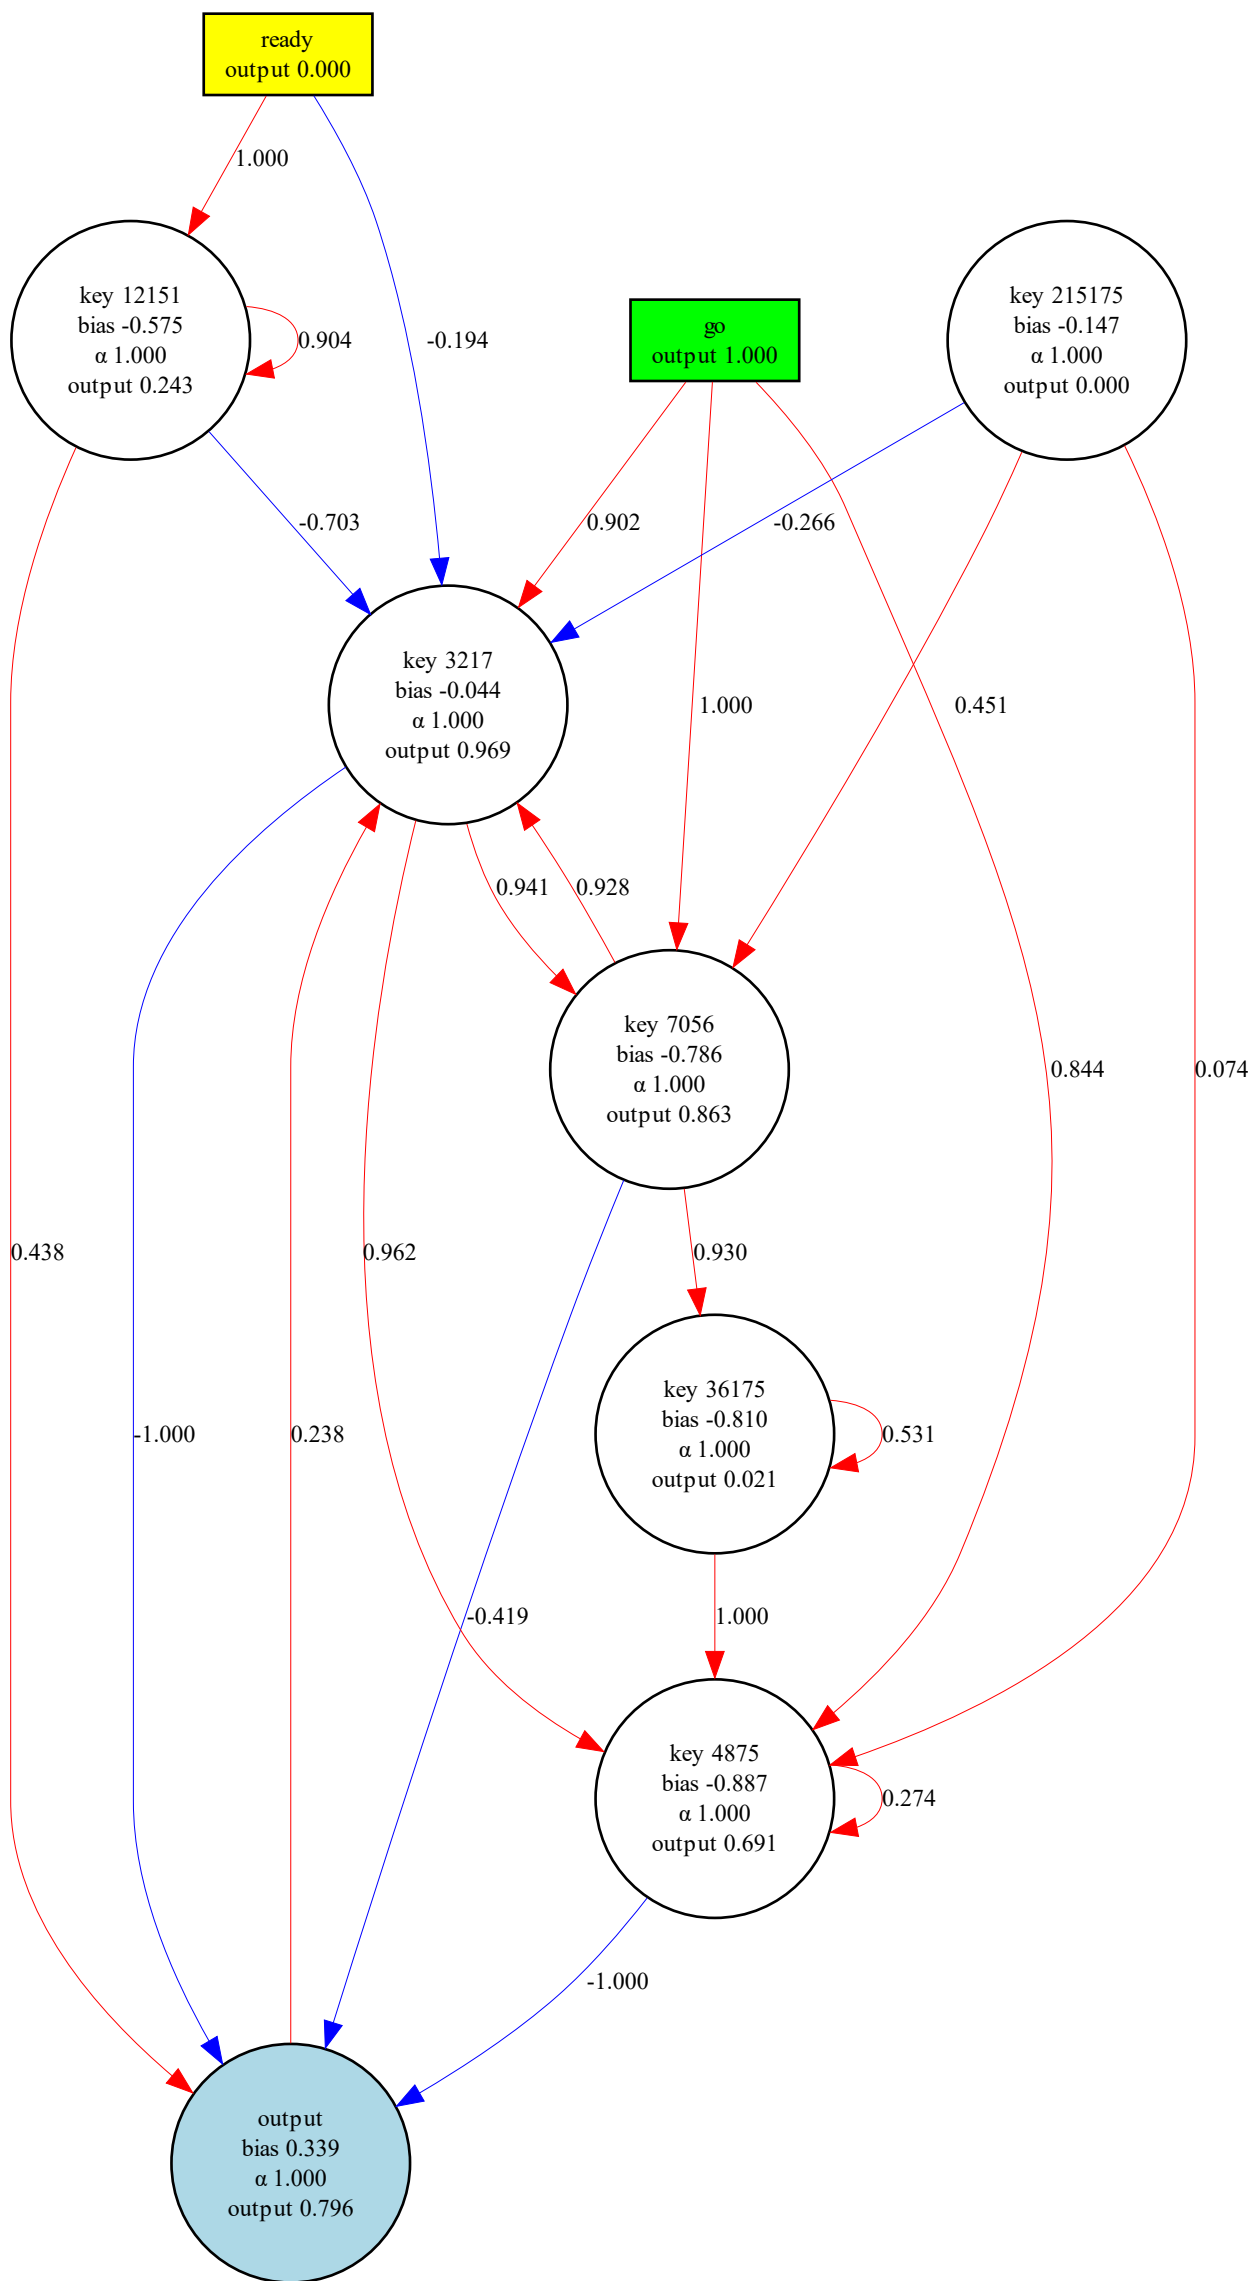 ready
output 0.000
1.000
key 12151
bias -0.575
α 1.000
output 0.243
0.904
-0.194
go
output 1.000
key 215175
bias -0.147
α 1.000
output 0.000
-0.703
0.902
-0.266
key 3217
bias -0.044
α 1.000
output 0.969
1.000
0.451
0.941
0.928
key 7056
bias -0.786
α 1.000
output 0.863
0.844
0.074
0.438
0.962
0.930
-1.000
0.238
key 36175
bias -0.810
α 1.000
output 0.021
0.531
-0.419
1.000
key 4875
bias -0.887
α 1.000
output 0.691
0.274
-1.000
output
bias 0.339
α 1.000
output 0.796